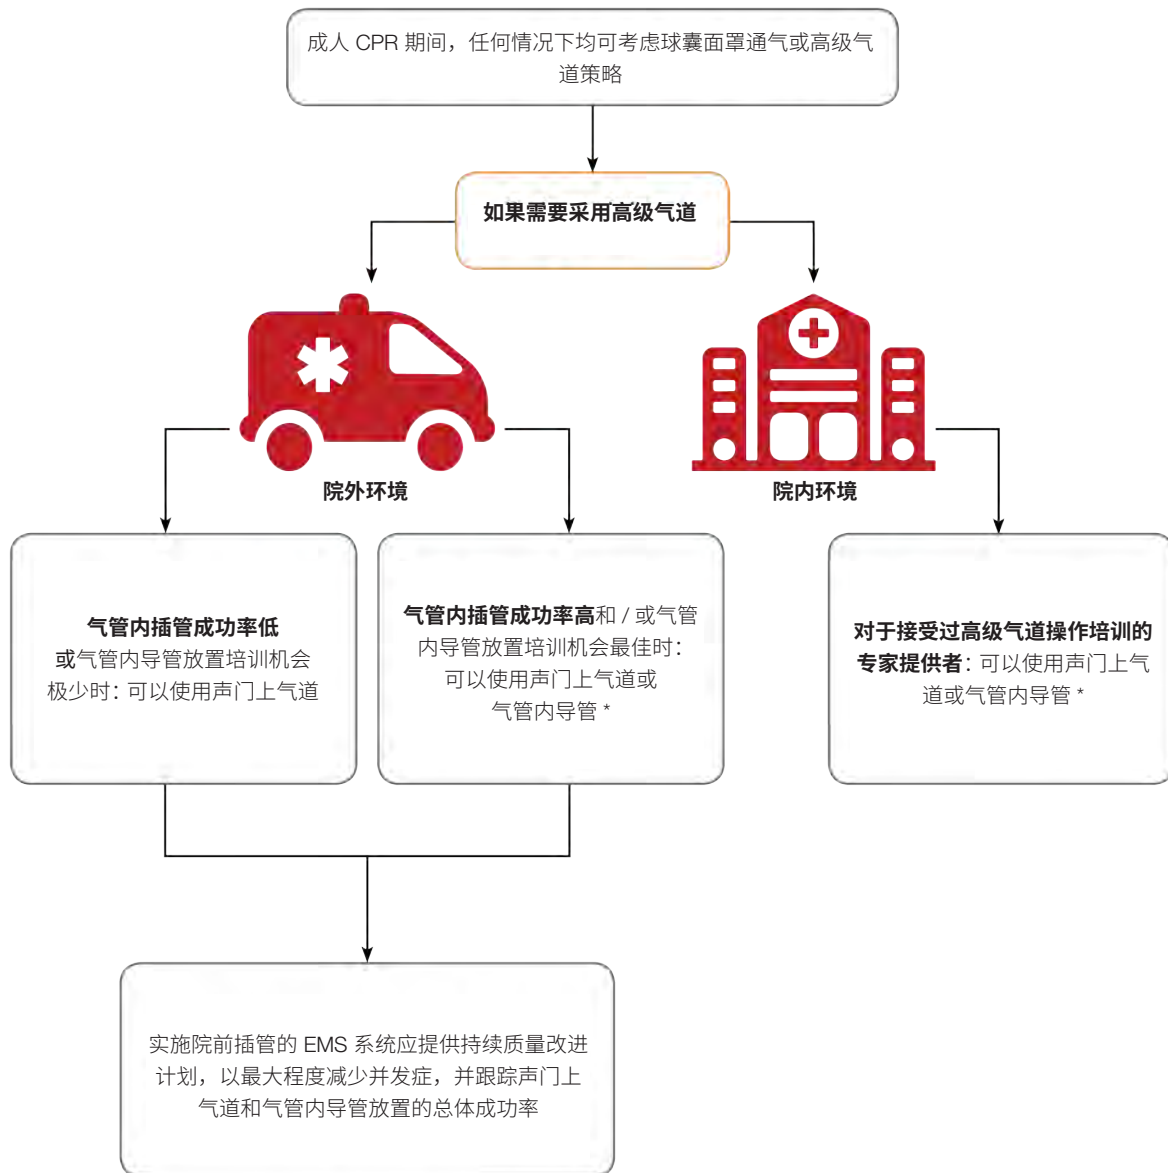 成人 CPR 期间，任何情况下均可考虑球囊面罩通气或高级气
道策略
如果需要采用高级气道
院外环境
院内环境
气管内插管成功率低
或气管内导管放置培训机会
极少时：可以使用声门上气道
气管内插管成功率高和 / 或气管
内导管放置培训机会最佳时：
可以使用声门上气道或
气管内导管 *
对于接受过高级气道操作培训的
专家提供者：可以使用声门上气
道或气管内导管 *
实施院前插管的 EMS 系统应提供持续质量改进
计划，以最大程度减少并发症，并跟踪声门上
气道和气管内导管放置的总体成功率